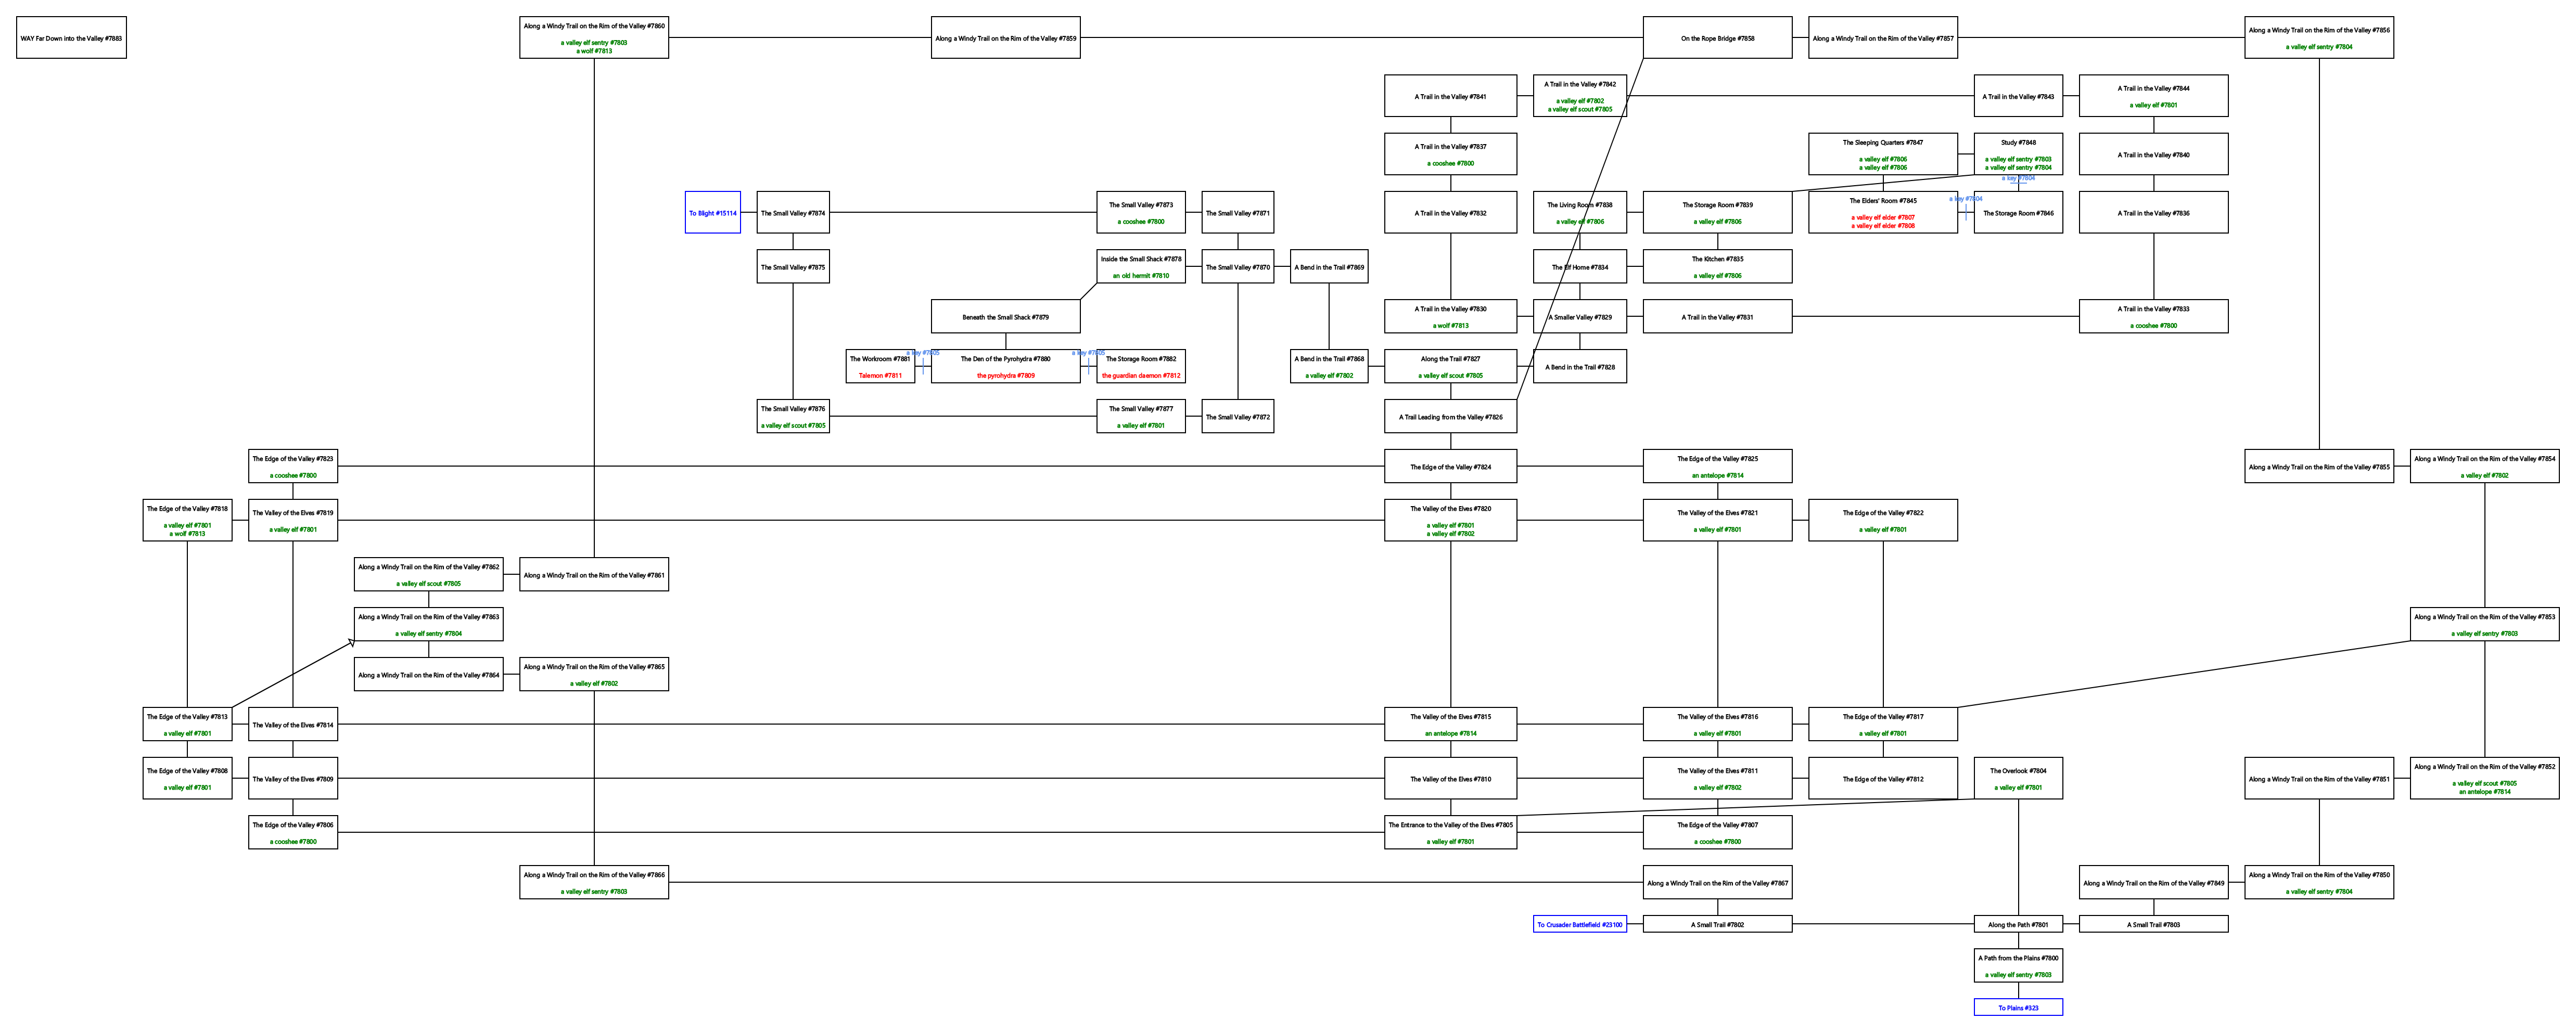 WAY Far Down into the Valley #7883
Along a Windy Trail on the Rim of the Valley #7860
a valley elf sentry #7803
a wolf #7813
Along a Windy Trail on the Rim of the Valley #7859
On the Rope Bridge #7858
Along a Windy Trail on the Rim of the Valley #7857
Along a Windy Trail on the Rim of the Valley #7856
a valley elf sentry #7804
A Trail in the Valley #7841
A Trail in the Valley #7842
a valley elf #7802
a valley elf scout #7805
A Trail in the Valley #7843
A Trail in the Valley #7844
a valley elf #7801
A Trail in the Valley #7837
a cooshee #7800
The Sleeping Quarters #7847
a valley elf #7806
a valley elf #7806
Study #7848
a valley elf sentry #7803
a valley elf sentry #7804
A Trail in the Valley #7840
a key #7804
To Blight #15114
The Small Valley #7874
The Small Valley #7873
a cooshee #7800
The Small Valley #7871
A Trail in the Valley #7832
The Living Room #7838
a valley elf #7806
The Storage Room #7839
a valley elf #7806
The Elders' Room #7845
a valley elf elder #7807
a valley elf elder #7808
a key #7804
The Storage Room #7846
A Trail in the Valley #7836
The Small Valley #7875
Inside the Small Shack #7878
an old hermit #7810
The Small Valley #7870
A Bend in the Trail #7869
The Elf Home #7834
The Kitchen #7835
a valley elf #7806
Beneath the Small Shack #7879
A Trail in the Valley #7830
a wolf #7813
A Smaller Valley #7829
A Trail in the Valley #7831
A Trail in the Valley #7833
a cooshee #7800
The Workroom #7881
Talemon #7811
a key #7805
The Den of the Pyrohydra #7880
the pyrohydra #7809
a key #7805
The Storage Room #7882
the guardian daemon #7812
A Bend in the Trail #7868
a valley elf #7802
Along the Trail #7827
a valley elf scout #7805
A Bend in the Trail #7828
The Small Valley #7876
a valley elf scout #7805
The Small Valley #7877
a valley elf #7801
The Small Valley #7872
A Trail Leading from the Valley #7826
The Edge of the Valley #7823
a cooshee #7800
The Edge of the Valley #7824
The Edge of the Valley #7825
an antelope #7814
Along a Windy Trail on the Rim of the Valley #7855
Along a Windy Trail on the Rim of the Valley #7854
a valley elf #7802
The Edge of the Valley #7818
a valley elf #7801
a wolf #7813
The Valley of the Elves #7819
a valley elf #7801
The Valley of the Elves #7820
a valley elf #7801
a valley elf #7802
The Valley of the Elves #7821
a valley elf #7801
The Edge of the Valley #7822
a valley elf #7801
Along a Windy Trail on the Rim of the Valley #7862
a valley elf scout #7805
Along a Windy Trail on the Rim of the Valley #7861
Along a Windy Trail on the Rim of the Valley #7863
a valley elf sentry #7804
Along a Windy Trail on the Rim of the Valley #7853
a valley elf sentry #7803
Along a Windy Trail on the Rim of the Valley #7864
Along a Windy Trail on the Rim of the Valley #7865
a valley elf #7802
The Edge of the Valley #7813
a valley elf #7801
The Valley of the Elves #7814
The Valley of the Elves #7815
an antelope #7814
The Valley of the Elves #7816
a valley elf #7801
The Edge of the Valley #7817
a valley elf #7801
The Edge of the Valley #7808
a valley elf #7801
The Valley of the Elves #7809
The Valley of the Elves #7810
The Valley of the Elves #7811
a valley elf #7802
The Edge of the Valley #7812
The Overlook #7804
a valley elf #7801
Along a Windy Trail on the Rim of the Valley #7851
Along a Windy Trail on the Rim of the Valley #7852
a valley elf scout #7805
an antelope #7814
The Edge of the Valley #7806
a cooshee #7800
The Entrance to the Valley of the Elves #7805
a valley elf #7801
The Edge of the Valley #7807
a cooshee #7800
Along a Windy Trail on the Rim of the Valley #7866
a valley elf sentry #7803
Along a Windy Trail on the Rim of the Valley #7867
Along a Windy Trail on the Rim of the Valley #7849
Along a Windy Trail on the Rim of the Valley #7850
a valley elf sentry #7804
To Crusader Battlefield #23100
A Small Trail #7802
Along the Path #7801
A Small Trail #7803
A Path from the Plains #7800
a valley elf sentry #7803
To Plains #323